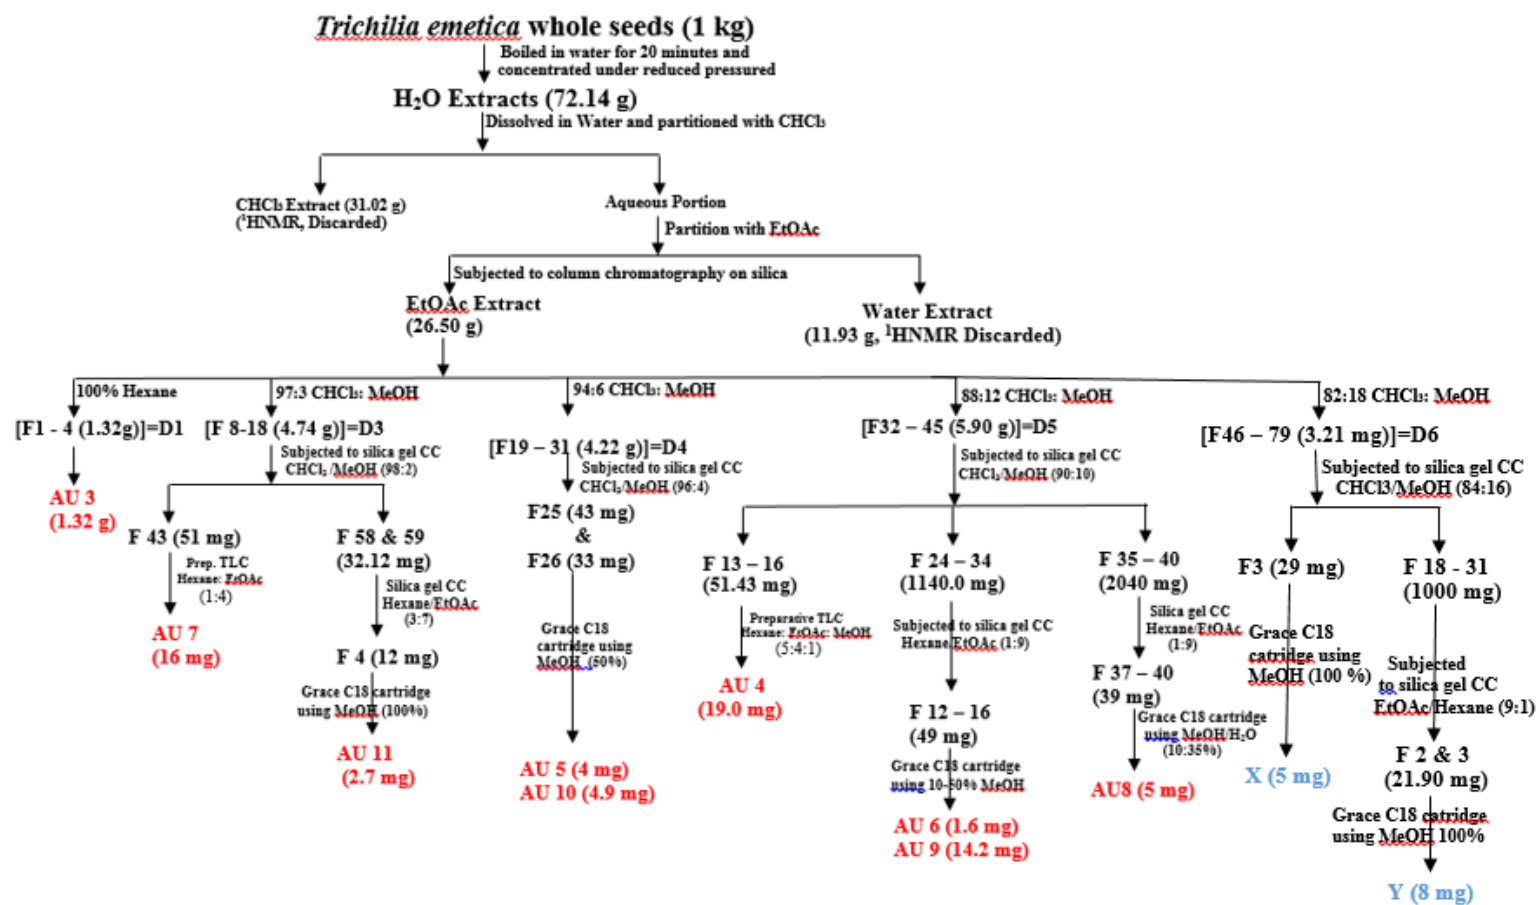 Trichilia emetica whole seeds (1 kg)
Boiled in water for 20 minutes and
concentrated under reduced pressured
H₂O Extracts (72.14 g)
Dissolved in Water and partitioned with CHCl₃
CHCl₃ Extract (31.02 g)
(¹HNMR, Discarded)
Aqueous Portion
Partition with EtOAc
Subjected to column chromatography on silica
EtOAc Extract
(26.50 g)
Water Extract
(11.93 g, ¹HNMR Discarded)
100% Hexane
[F1 - 4 (1.32g)]=D1
AU 3
(1.32 g)
97:3 CHCl₃: MeOH
[F 8-18 (4.74 g)]=D3
Subjected to silica gel CC
CHCl₃ /MeOH (98:2)
F 43 (51 mg)
Prep. TLC
Hexane: EtOAc
(1:4)
AU 7
(16 mg)
F 58 & 59
(32.12 mg)
Silica gel CC
Hexane/EtOAc
(3:7)
F 4 (12 mg)
Grace C18 cartridge
using MeOH (100%)
AU 11
(2.7 mg)
94:6 CHCl₃: MeOH
[F19 – 31 (4.22 g)]=D4
Subjected to silica gel CC
CHCl₃/MeOH (96:4)
F25 (43 mg)
&
F26 (33 mg)
Grace C18
cartridge using
MeOH (50%)
AU 5 (4 mg)
AU 10 (4.9 mg)
88:12 CHCl₃: MeOH
[F32 – 45 (5.90 g)]=D5
Subjected to silica gel CC
CHCl₃/MeOH (90:10)
F 13 – 16
(51.43 mg)
Preparative TLC
Hexane: EtOAc: MeOH
(5:4:1)
AU 4
(19.0 mg)
F 24 – 34
(1140.0 mg)
Subjected to silica gel CC
Hexane/EtOAc (1:9)
F 12 – 16
(49 mg)
Grace C18 cartridge
using 10-50% MeOH
AU 6 (1.6 mg)
AU 9 (14.2 mg)
F 35 – 40
(2040 mg)
Silica gel CC
Hexane/EtOAc
(1:9)
F 37 – 40
(39 mg)
Grace C18 cartridge
using MeOH/H₂O
(10:35%)
AU8 (5 mg)
82:18 CHCl₃: MeOH
[F46 – 79 (3.21 mg)]=D6
Subjected to silica gel CC
CHCl3/MeOH (84:16)
F3 (29 mg)
Grace C18
catridge using
MeOH (100 %)
X (5 mg)
F 18 - 31
(1000 mg)
Subjected
to silica gel CC
EtOAc/Hexane (9:1)
F 2 & 3
(21.90 mg)
Grace C18 catridge
using MeOH 100%
Y (8 mg)